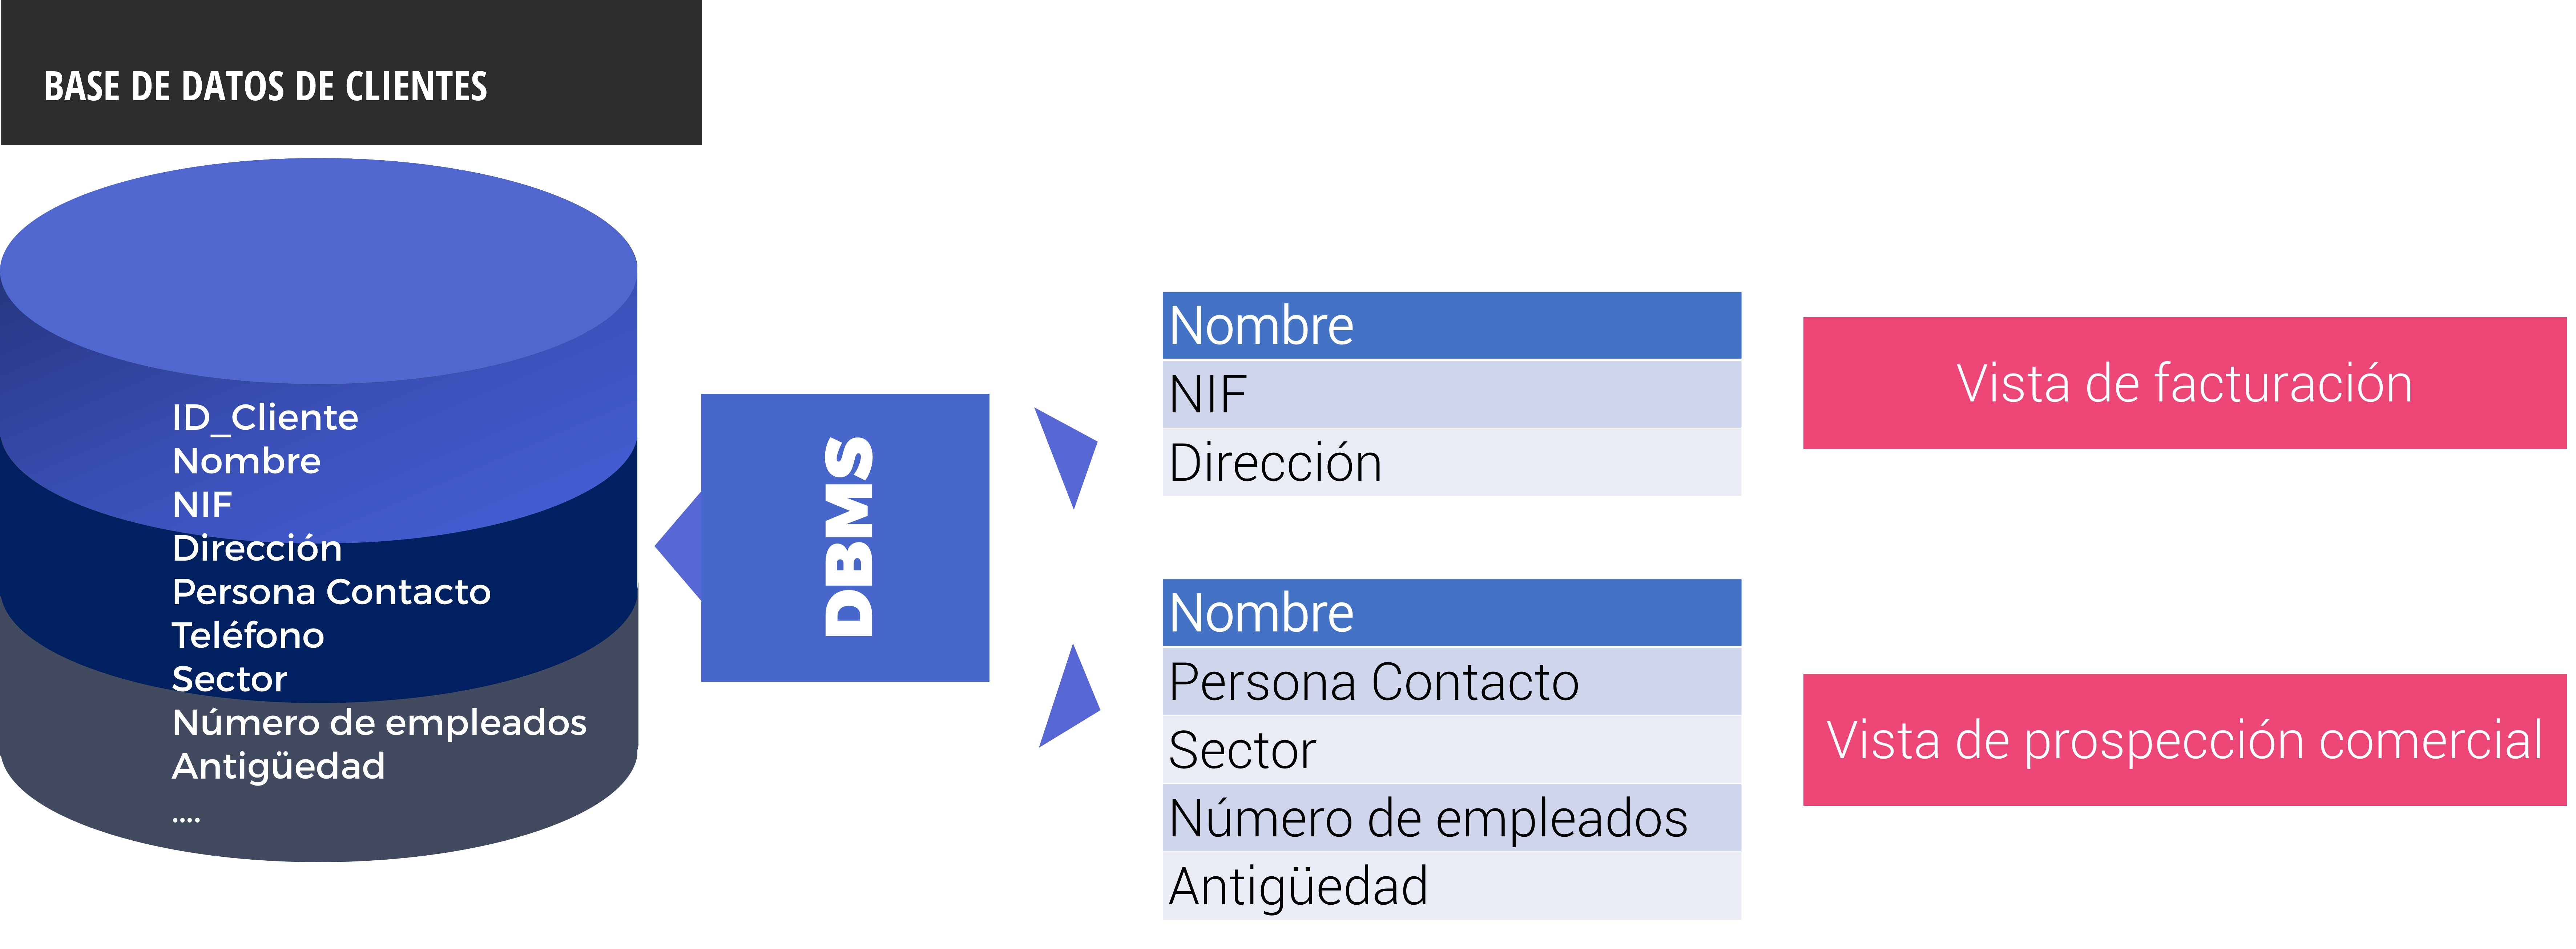 BASE DE DATOS DE CLIENTES
ID_Cliente
Nombre
NIF
Dirección
Persona Contacto
Teléfono
Sector
Número de empleados
Antigüedad
....
DBMS
Nombre
NIF
Dirección
Vista de facturación
Nombre
Persona Contacto
Sector
Número de empleados
Antigüedad
Vista de prospección comercial